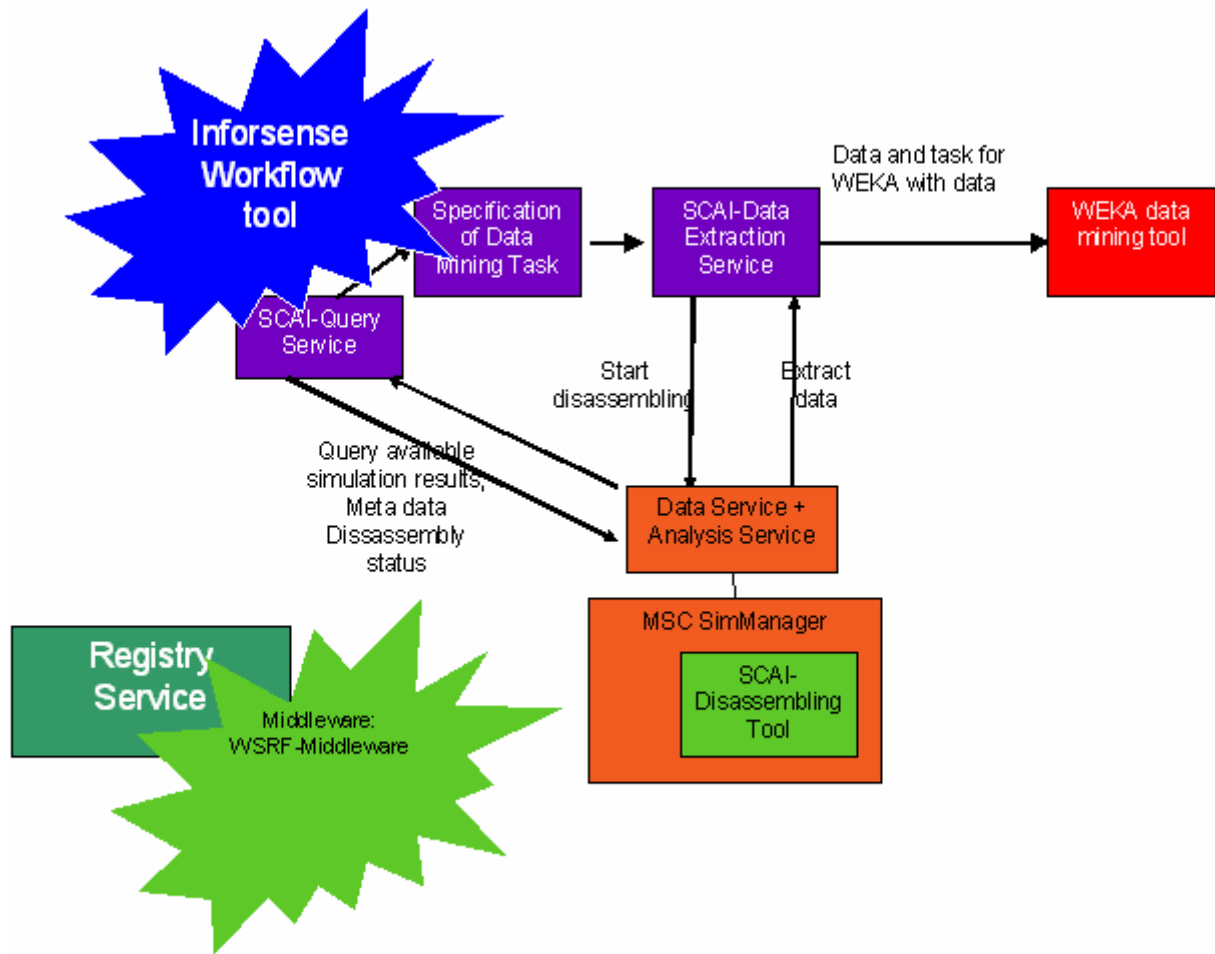 Inforsense
Workflow
tool
Data and task for
WEKA with data
Specification
of Data
Mining Task
SCAI-Data
Extraction
Service
WEKA data
mining tool
SCAI-Query
Service
Start
disassembling
Extract
data
Query available
simulation results,
Meta data
Dissassembly
status
Data Service +
Analysis Service
MSC SimManager
SCAI-
Disassembling
Tool
Registry
Service
Middleware:
WSRF-Middleware